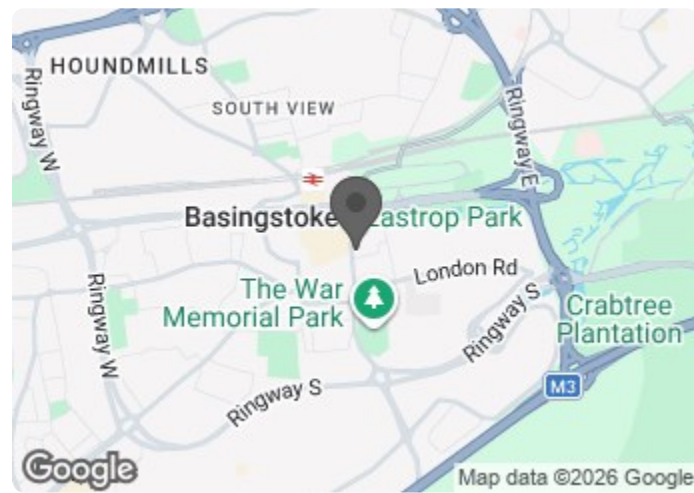 HOUNDMILLS
SOUTH VIEW
Ringway W
Ringway E
Basingstoke
Eastrop Park
London Rd
The War
Memorial Park
Ringway W
Ringway S
Crabtree
Plantation
Ringway S
M3
Google
Map data ©2026 Google